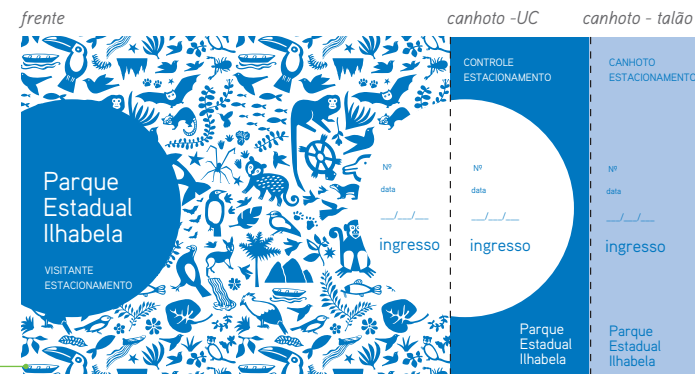 frente
canhoto -UC
canhoto - talão
Parque
Estadual
Ilhabela
VISITANTE
ESTACIONAMENTO
Nº
data
__/__/__
ingresso
CONTROLE
ESTACIONAMENTO
Nº
data
__/__/__
ingresso
Parque
Estadual
Ilhabela
CANHOTO
ESTACIONAMENTO
Nº
data
__/__/__
ingresso
Parque
Estadual
Ilhabela